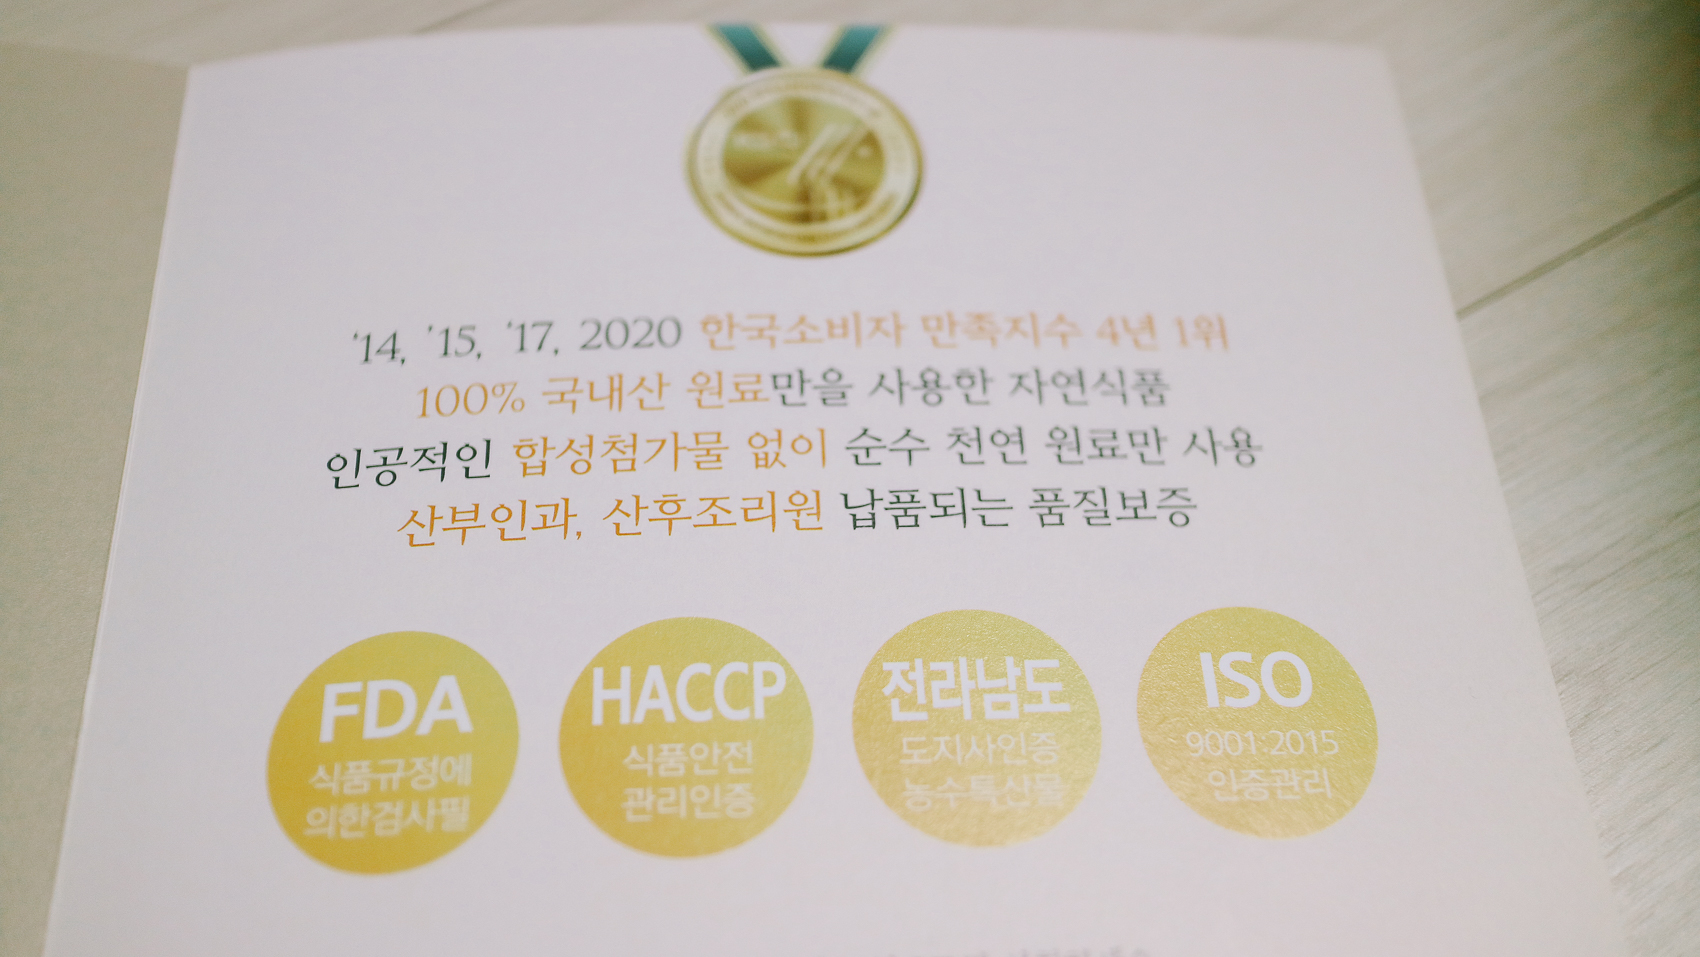 '14, '15, '17, 2020 한국소비자 만족지수 4년 1위
100% 국내산 원료만을 사용한 자연식품
인공적인 합성첨가물 없이 순수 천연 원료만 사용
산부인과, 산후조리원 납품되는 품질보증
FDA
식품규정에
의한검사필
HACCP
식품안전
관리인증
전라남도
도지사인증
농수특산물
ISO
9001:2015
인증관리